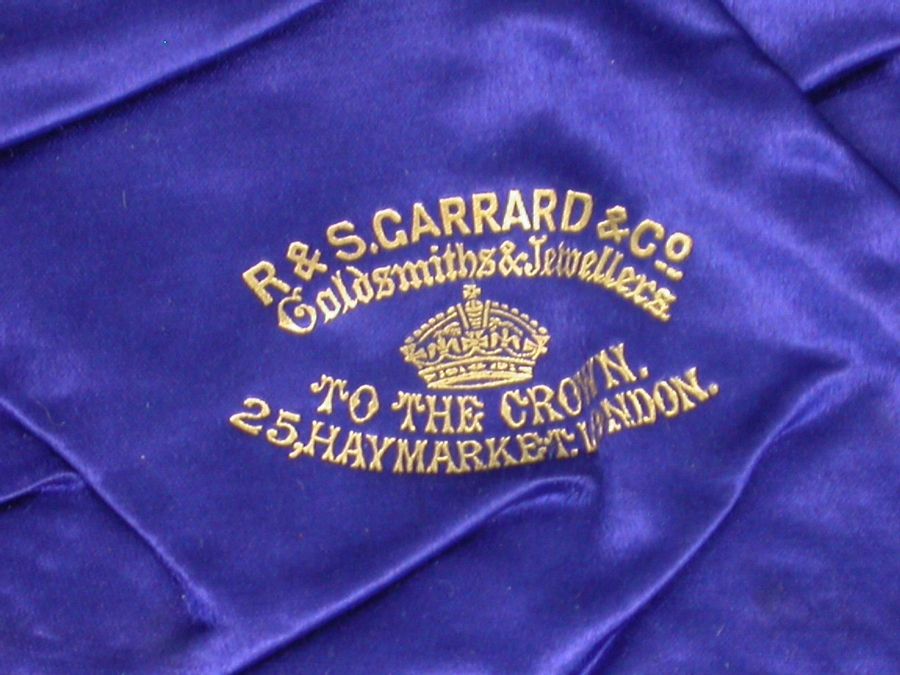 R & S. GARRARD & Co
Goldsmiths & Jewellers.
TO THE CROWN.
25, HAYMARKET. LONDON.